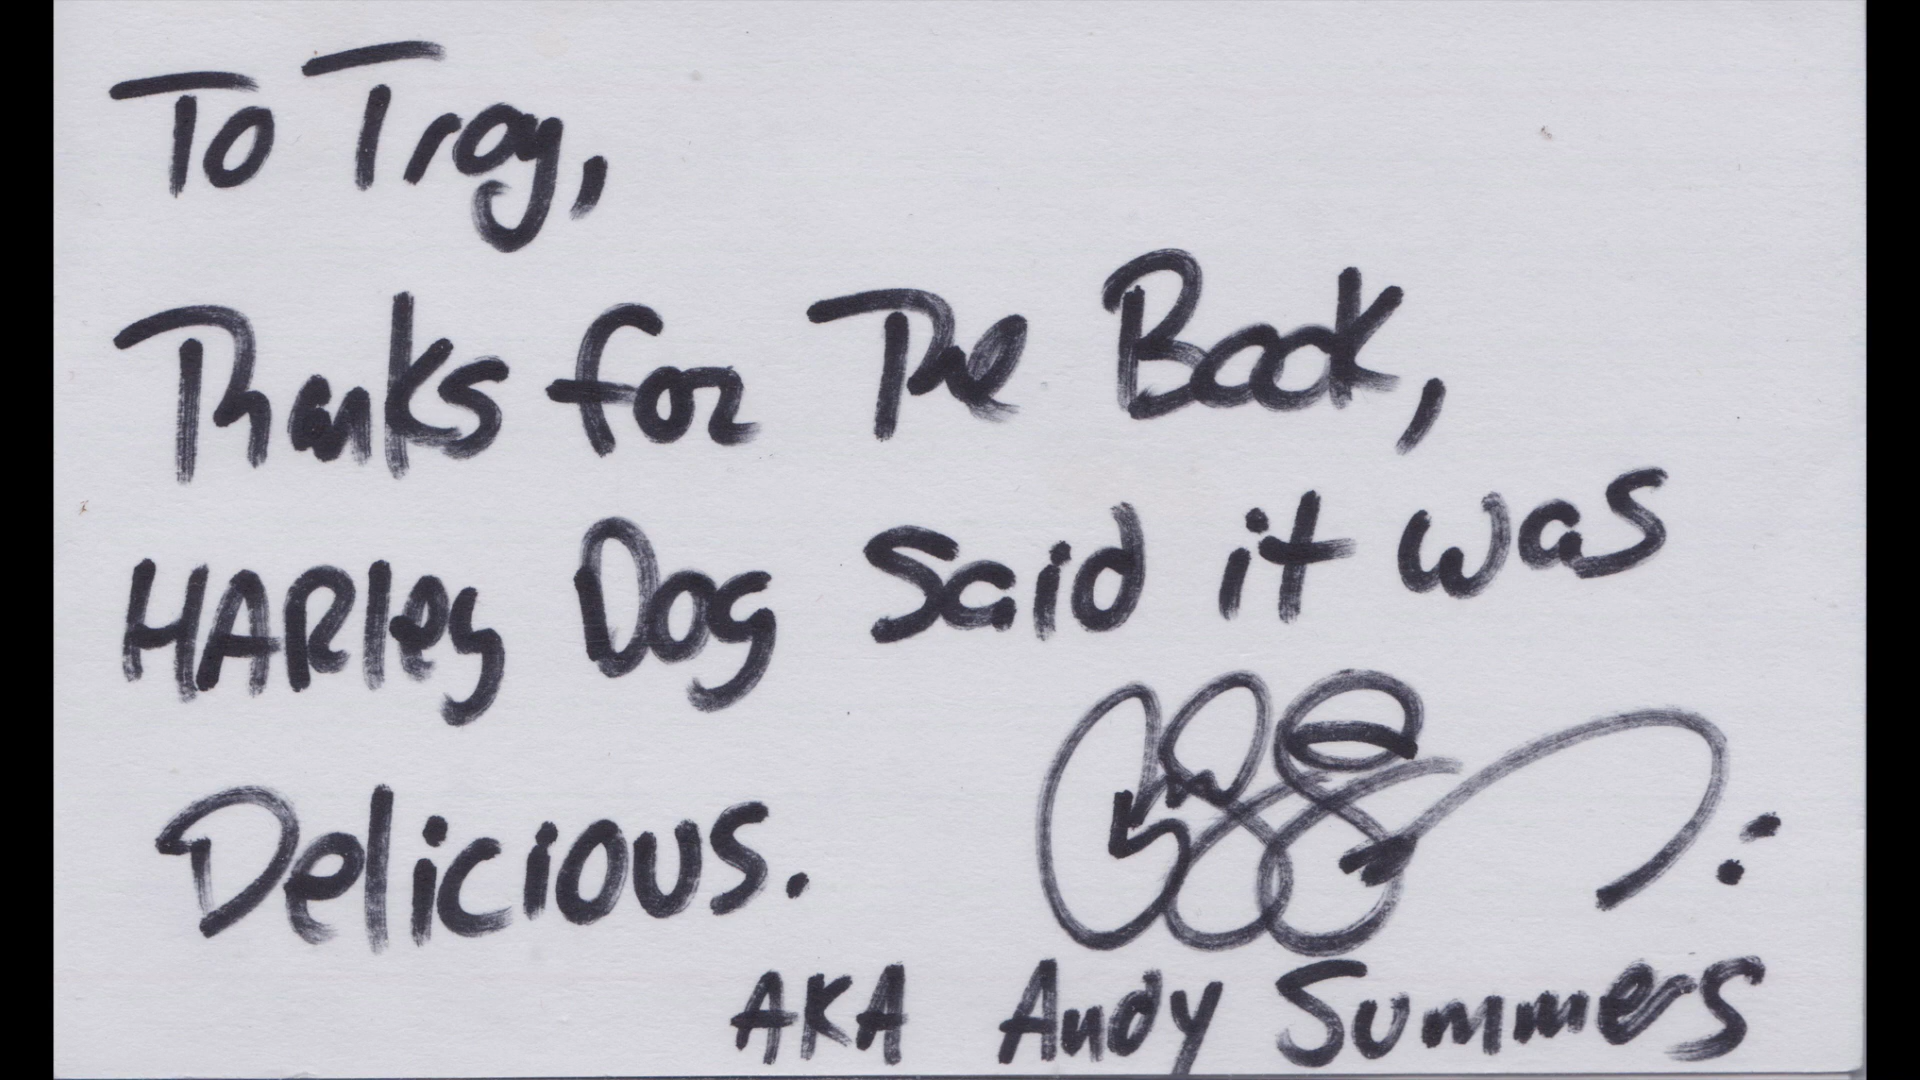 To Troy,
Thanks for The Book,
HARley Dog Said it was
Delicious.
AKA Andy Summers